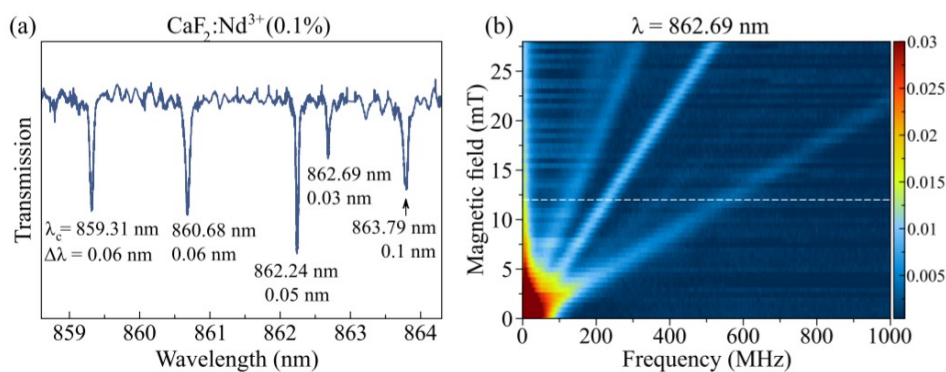 (a)
CaF₂:Nd³⁺(0.1%)
Transmission
λc= 859.31 nm
Δλ = 0.06 nm
860.68 nm
0.06 nm
862.24 nm
0.05 nm
862.69 nm
0.03 nm
863.79 nm
0.1 nm
859 860 861 862 863 864
Wavelength (nm)
(b)
λ = 862.69 nm
Magnetic field (mT)
25
20
15
10
5
0
0 200 400 600 800 1000
Frequency (MHz)
0.03
0.025
0.02
0.015
0.01
0.005